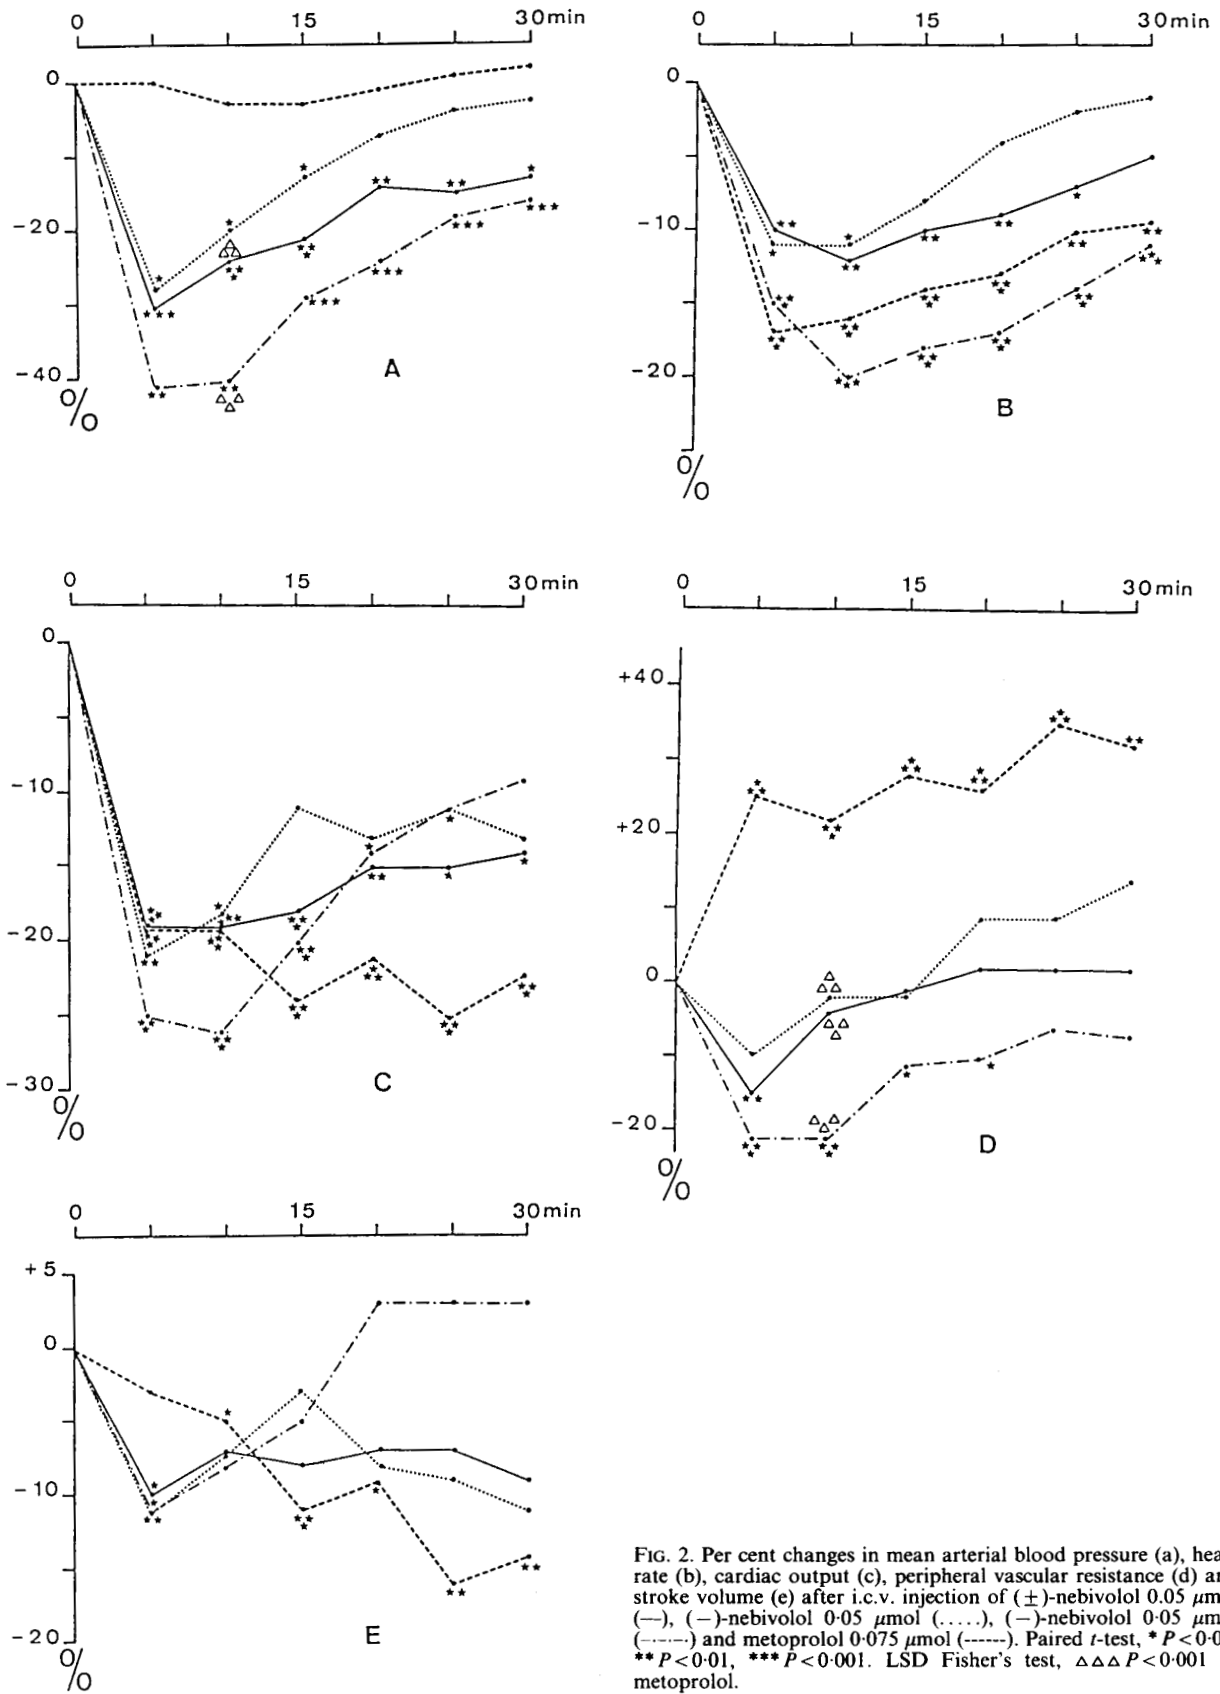 0 15 30min
0
-20
-40
%
A
0 15 30min
0
-10
-20
%
B
0 15 30min
0
-10
-20
-30
%
C
0 15 30min
+40
+20
0
-20
%
D
0 15 30min
+5
0
-10
-20
E
FIG. 2. Per cent changes in mean arterial blood pressure (a), hea
rate (b), cardiac output (c), peripheral vascular resistance (d) a
stroke volume (e) after i.c.v. injection of (±)-nebivolol 0·05 μm
(—), (−)-nebivolol 0·05 μmol (.....), (−)-nebivolol 0·05 μm
(-·-·-·) and metoprolol 0·075 μmol (------). Paired t-test, * P<0·0
** P<0·01, *** P<0·001. LSD Fisher's test, △△△ P<0·001
metoprolol.